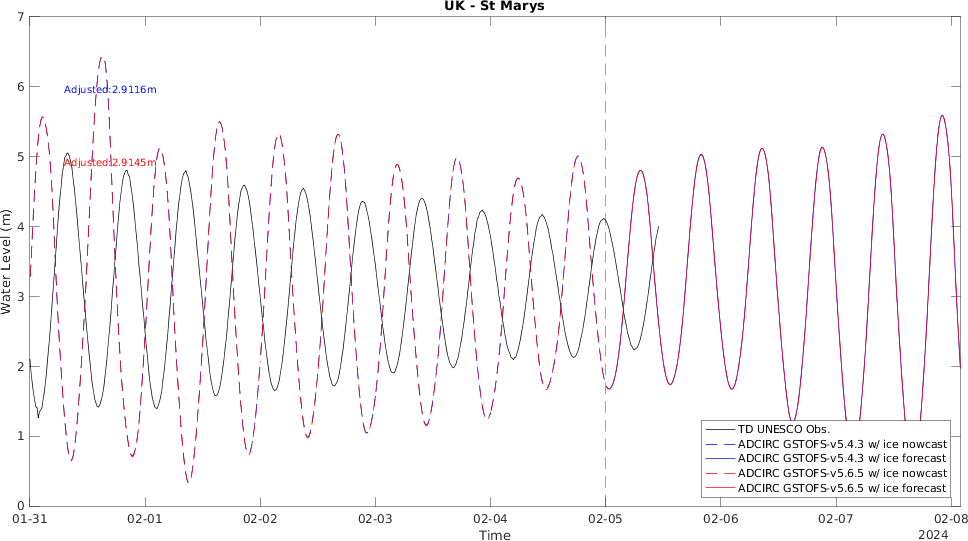 UK - St Marys
7
6
5
4
3
2
1
0
Water Level (m)
Adjusted:2.9116m
Adjusted:2.9145m
TD UNESCO Obs.
ADCIRC GSTOFS-v5.4.3 w/ ice nowcast
ADCIRC GSTOFS-v5.4.3 w/ ice forecast
ADCIRC GSTOFS-v5.6.5 w/ ice nowcast
ADCIRC GSTOFS-v5.6.5 w/ ice forecast
01-31 02-01 02-02 02-03 02-04 02-05 02-06 02-07 02-08
Time
2024